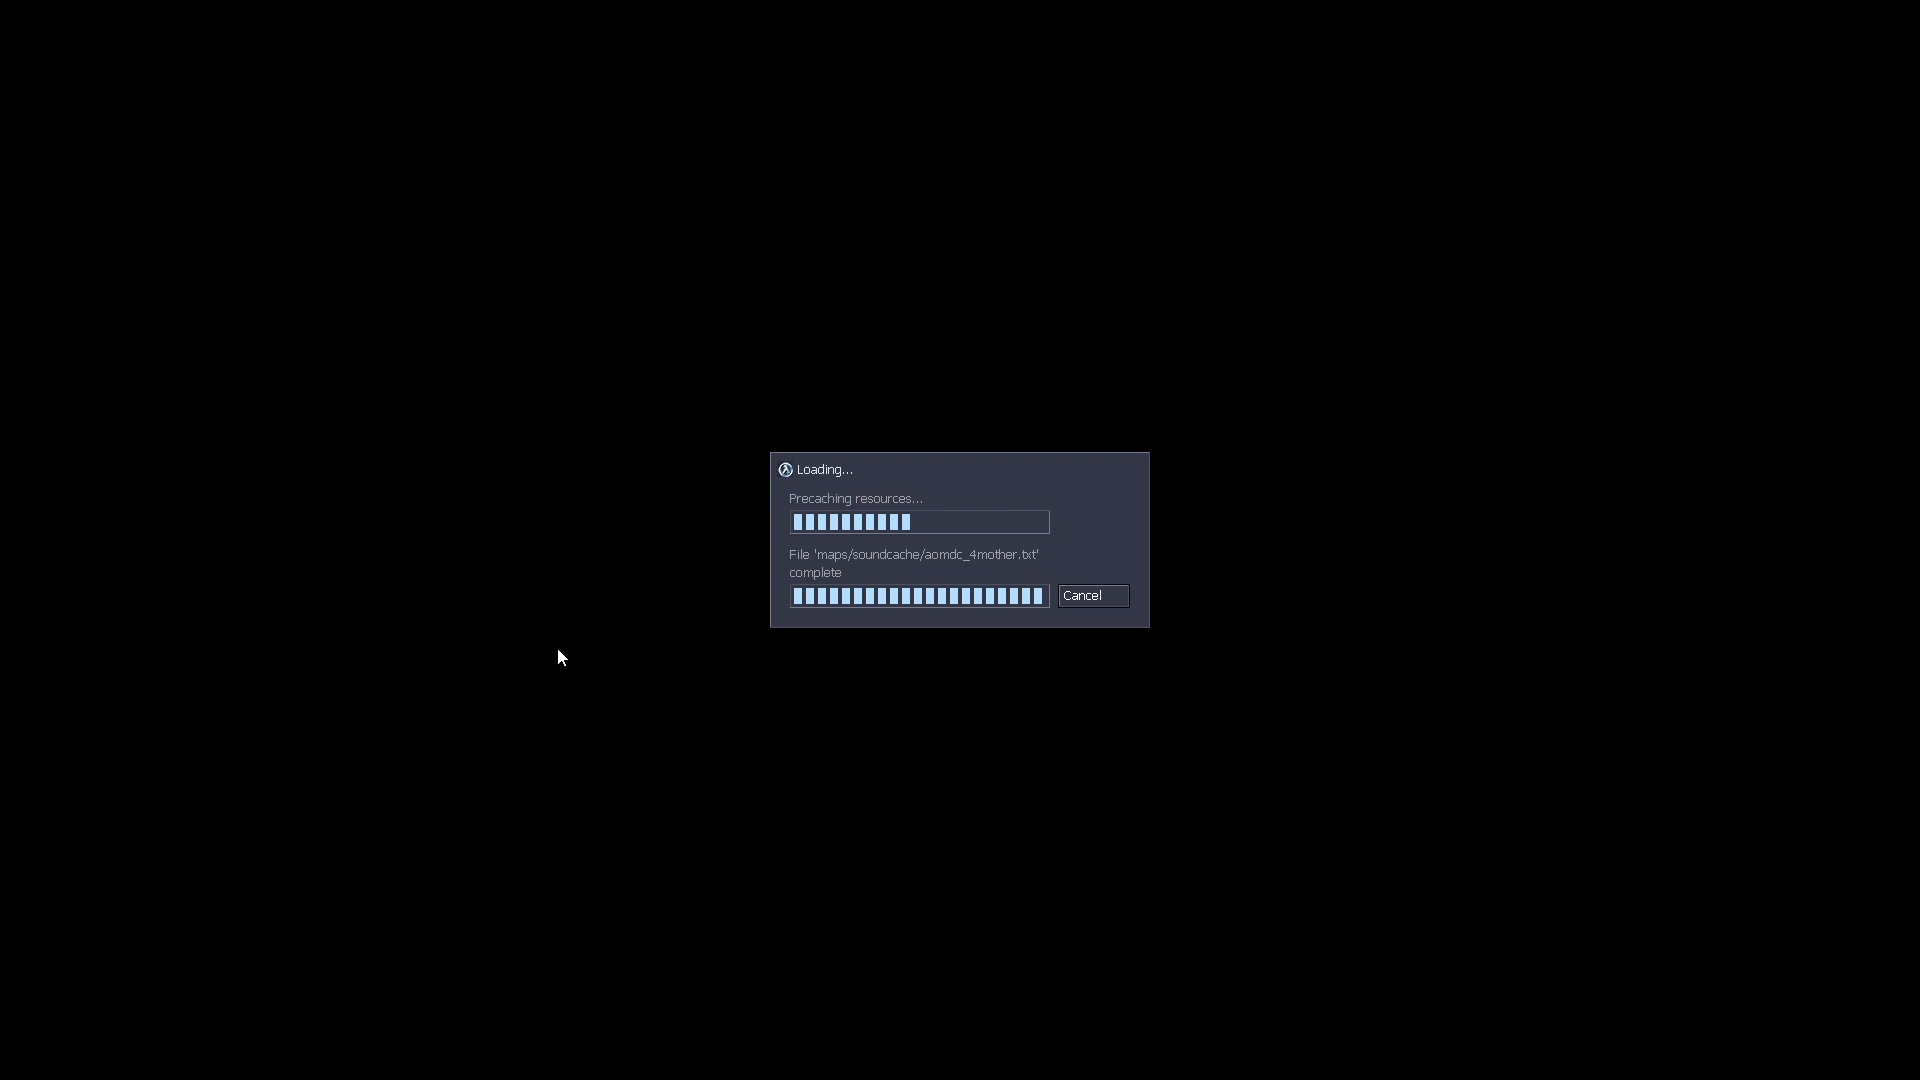 Loading...
Precaching resources...
File 'maps/soundcache/aomdc_4mother.txt'
complete
Cancel